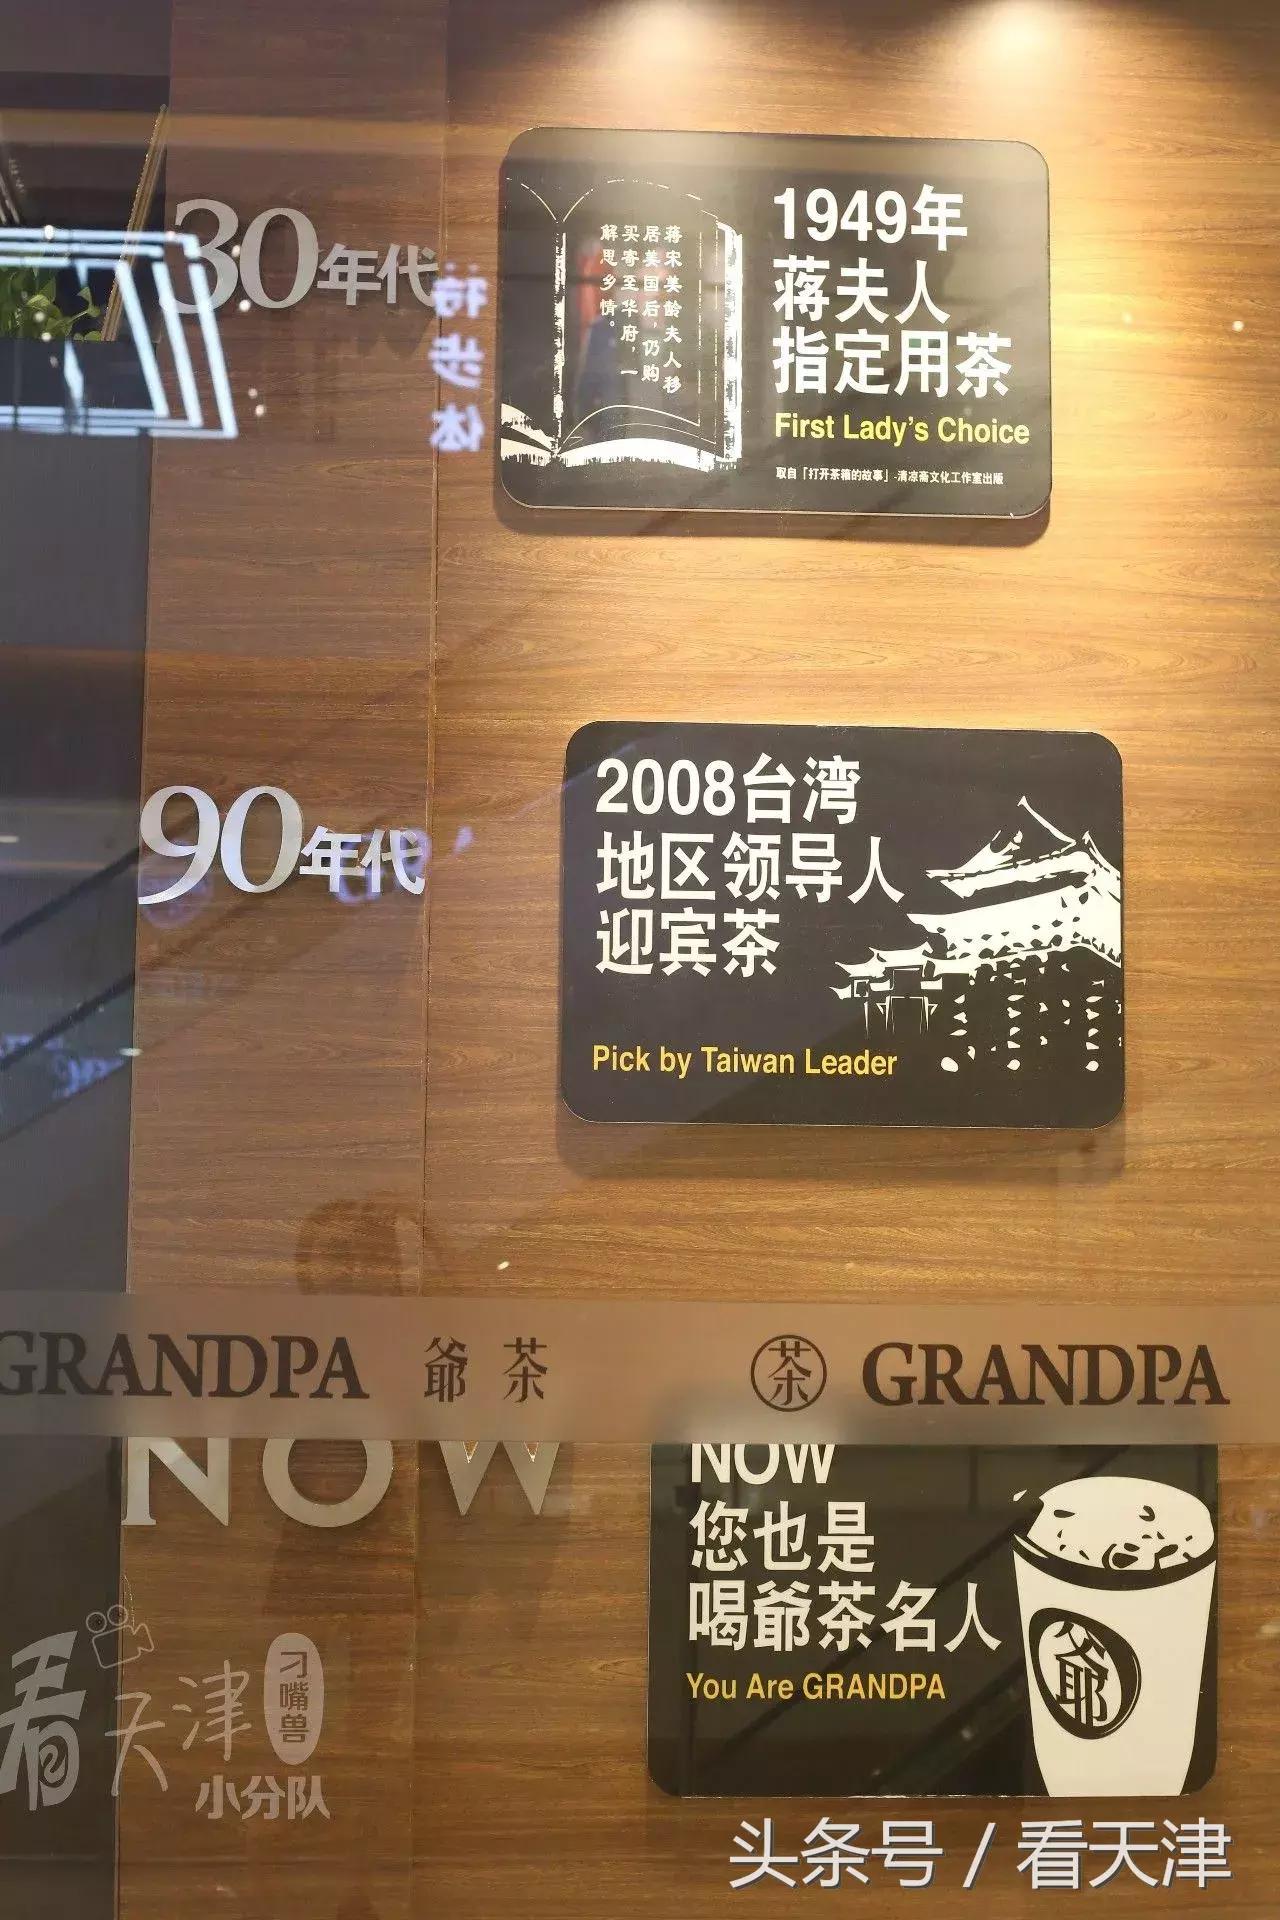 30年代
蒋宋美龄夫人移
居美国后，仍购
买寄至华府，一
解思乡情。
1949年
蒋夫人
指定用茶
First Lady's Choice
取自「打开茶箱的故事」-清凉斋文化工作室出版
90年代
2008台湾
地区领导人
迎宾茶
Pick by Taiwan Leader
GRANDPA 爺茶
茶 GRANDPA
NOW
NOW
您也是
喝爺茶名人
You Are GRANDPA
爺
看天津
刁嘴兽
小分队
头条号 / 看天津